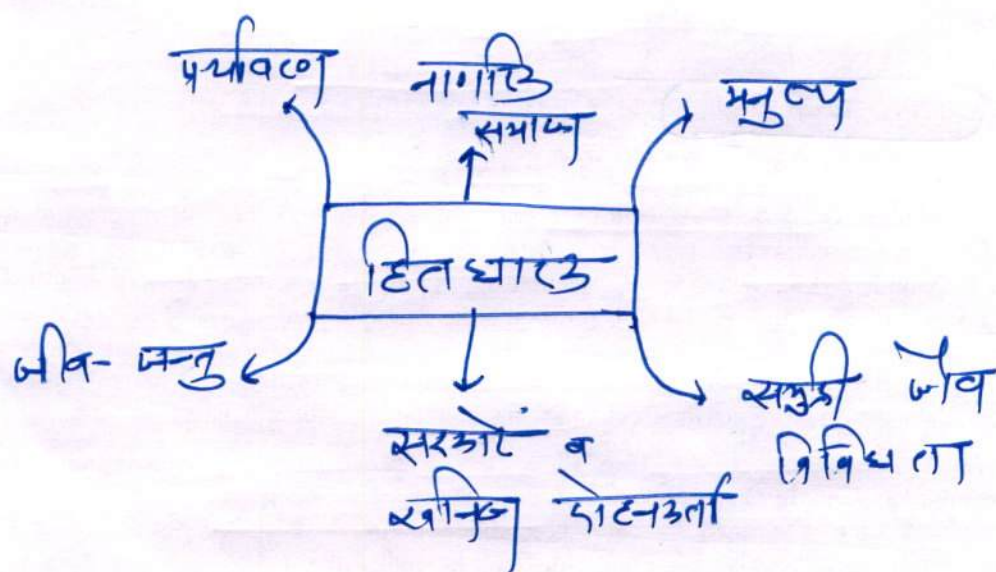 पर्यावरण
नागरिक
समाज
मनुष्य
हितधारक
जीव-जन्तु
सरकारें व
खनिज दोहनकर्ता
समुद्री जैव
विविधता